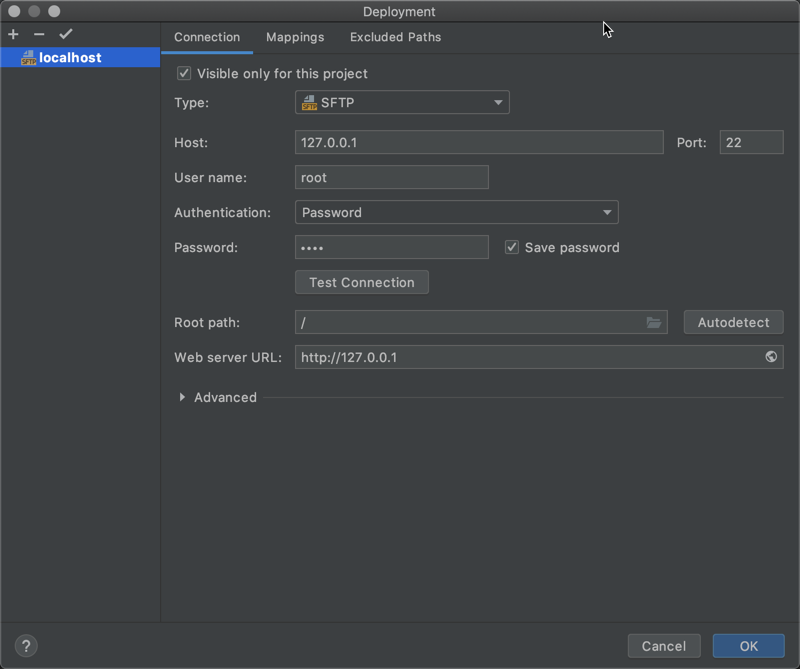 Deployment
Connection Mappings Excluded Paths
SFTP localhost
Visible only for this project
Type: SFTP SFTP
Host: 127.0.0.1 Port: 22
User name: root
Authentication: Password
Password: •••• Save password
Test Connection
Root path: / Autodetect
Web server URL: http://127.0.0.1
Advanced
? Cancel OK